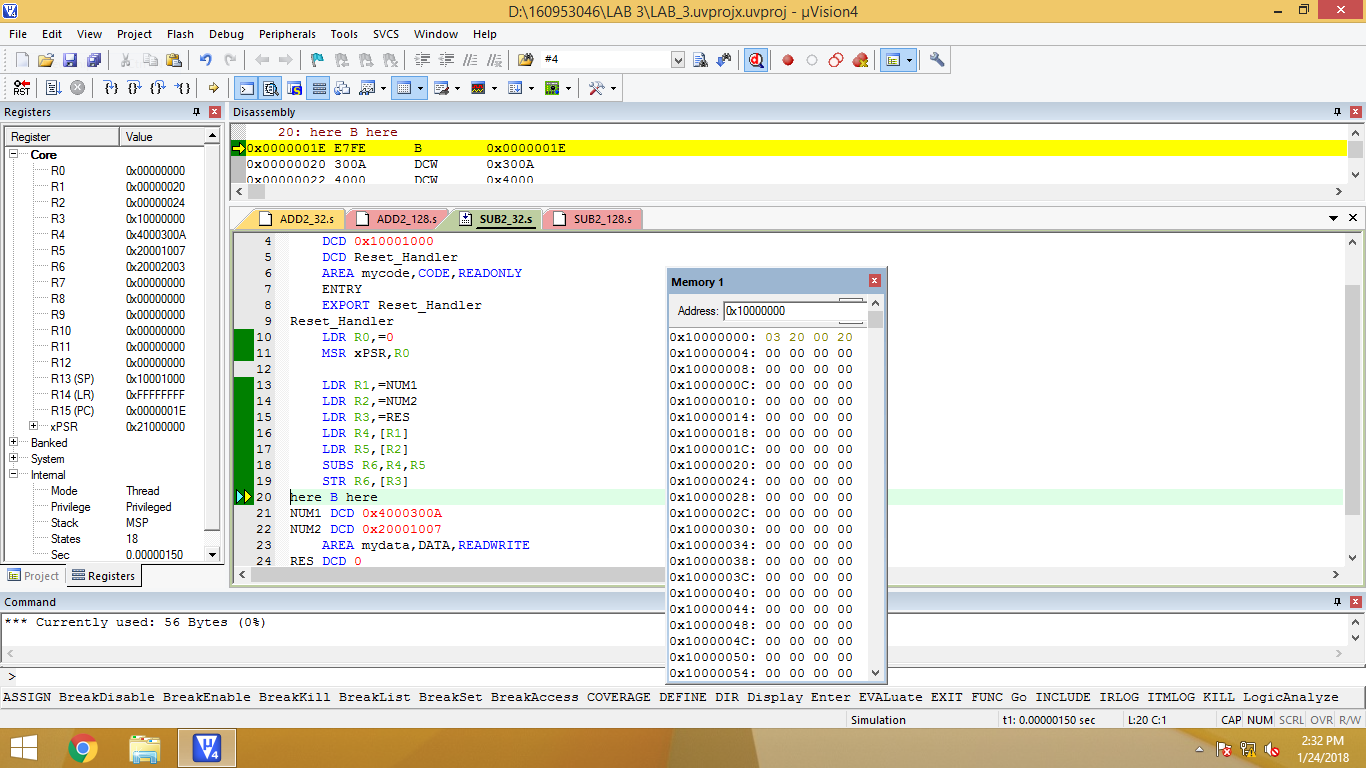 D:\160953046\LAB 3\LAB_3.uvprojx.uvproj - µVision4
File Edit View Project Flash Debug Peripherals Tools SVCS Window Help
#4
RST
Registers
Register Value
Core
R0 0x00000000
R1 0x00000020
R2 0x00000024
R3 0x10000000
R4 0x4000300A
R5 0x20001007
R6 0x20002003
R7 0x00000000
R8 0x00000000
R9 0x00000000
R10 0x00000000
R11 0x00000000
R12 0x00000000
R13 (SP) 0x10001000
R14 (LR) 0xFFFFFFFF
R15 (PC) 0x0000001E
xPSR 0x21000000
Banked
System
Internal
Mode Thread
Privilege Privileged
Stack MSP
States 18
Sec 0.00000150
Project Registers
Disassembly
20: here B here
0x0000001E E7FE B 0x0000001E
0x00000020 300A DCW 0x300A
0x00000022 4000 DCW 0x4000
ADD2_32.s ADD2_128.s SUB2_32.s SUB2_128.s
4 DCD 0x10001000
5 DCD Reset_Handler
6 AREA mycode,CODE,READONLY
7 ENTRY
8 EXPORT Reset_Handler
9 Reset_Handler
10 LDR R0,=0
11 MSR xPSR,R0
12
13 LDR R1,=NUM1
14 LDR R2,=NUM2
15 LDR R3,=RES
16 LDR R4,[R1]
17 LDR R5,[R2]
18 SUBS R6,R4,R5
19 STR R6,[R3]
20 here B here
21 NUM1 DCD 0x4000300A
22 NUM2 DCD 0x20001007
23 AREA mydata,DATA,READWRITE
24 RES DCD 0
Memory 1
Address: 0x10000000
0x10000000: 03 20 00 20
0x10000004: 00 00 00 00
0x10000008: 00 00 00 00
0x1000000C: 00 00 00 00
0x10000010: 00 00 00 00
0x10000014: 00 00 00 00
0x10000018: 00 00 00 00
0x1000001C: 00 00 00 00
0x10000020: 00 00 00 00
0x10000024: 00 00 00 00
0x10000028: 00 00 00 00
0x1000002C: 00 00 00 00
0x10000030: 00 00 00 00
0x10000034: 00 00 00 00
0x10000038: 00 00 00 00
0x1000003C: 00 00 00 00
0x10000040: 00 00 00 00
0x10000044: 00 00 00 00
0x10000048: 00 00 00 00
0x1000004C: 00 00 00 00
0x10000050: 00 00 00 00
0x10000054: 00 00 00 00
Command
*** Currently used: 56 Bytes (0%)
>
ASSIGN BreakDisable BreakEnable BreakKill BreakList BreakSet BreakAccess COVERAGE DEFINE DIR Display Enter EVALuate EXIT FUNC Go INCLUDE IRLOG ITMLOG KILL LogicAnalyze
Simulation t1: 0.00000150 sec L:20 C:1 CAP NUM SCRL OVR R/W
2:32 PM
1/24/2018